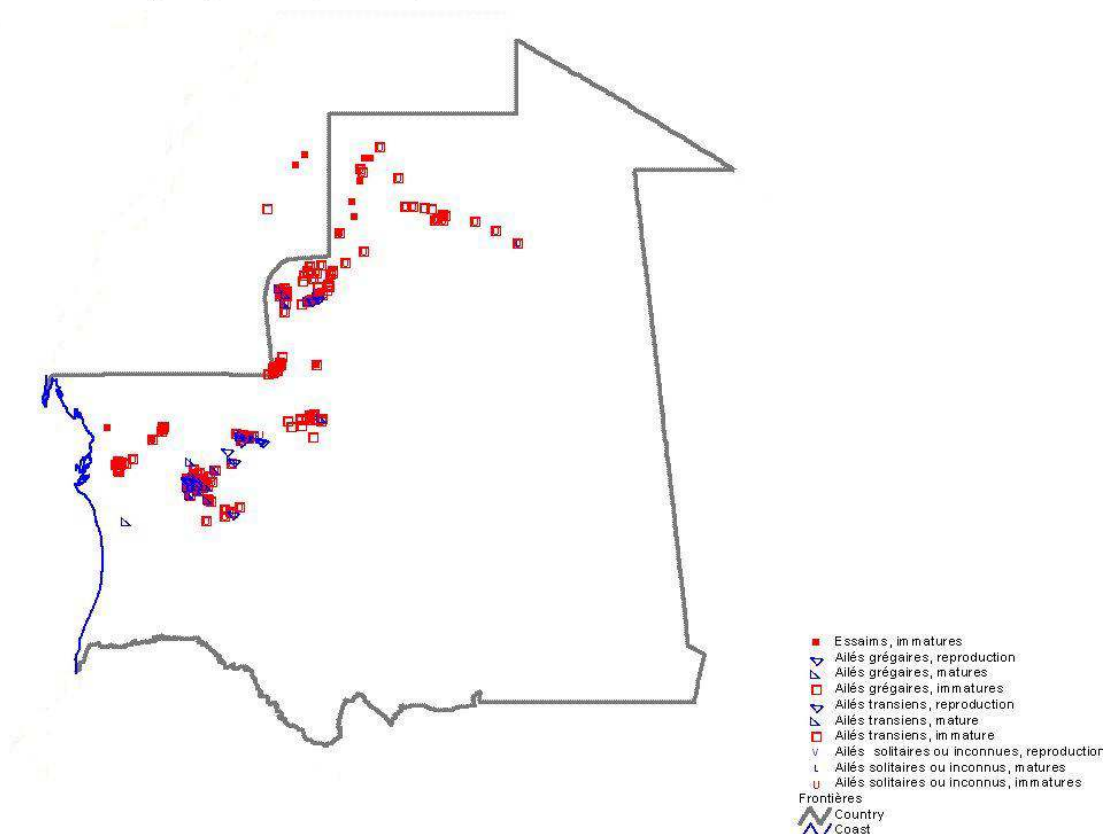 Essaims, immatures
Ailés grégaires, reproduction
Ailés grégaires, matures
Ailés grégaires, immatures
Ailés transiens, reproduction
Ailés transiens, mature
Ailés transiens, immature
Ailés solitaires ou inconnues, reproduction
Ailés solitaires ou inconnus, matures
Ailés solitaires ou inconnus, immatures
Frontières
Country
Coast